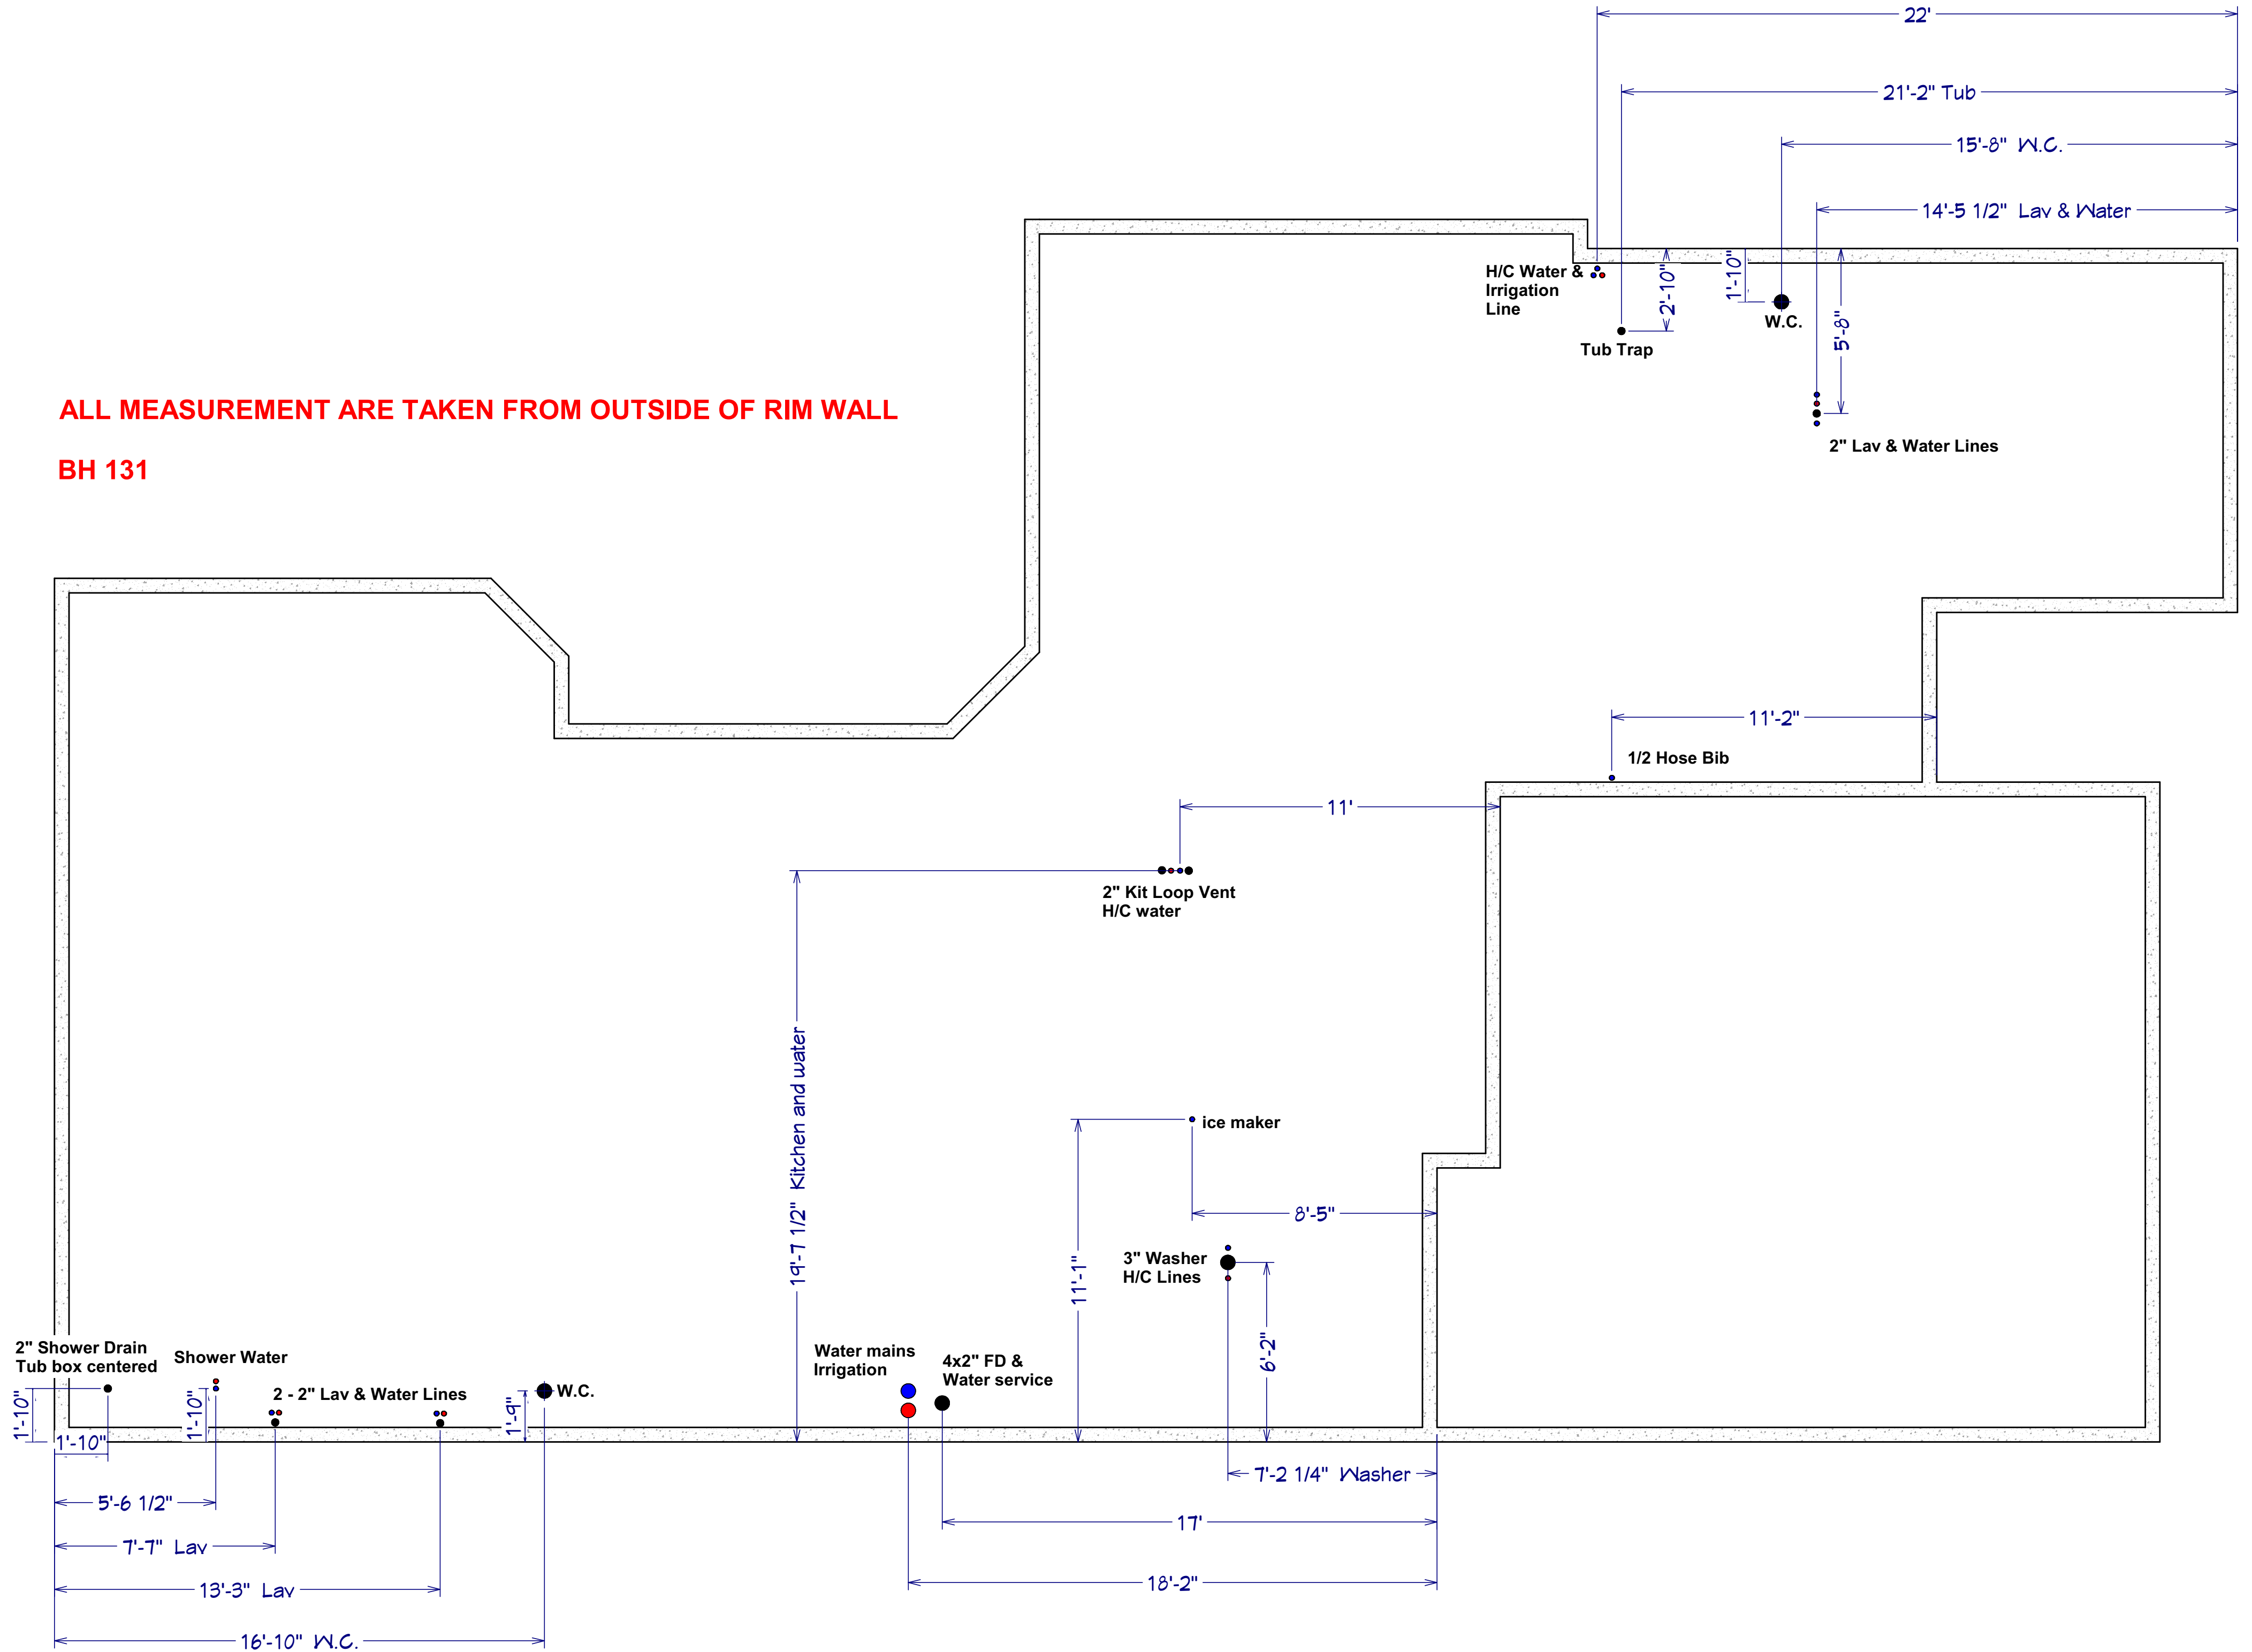 22'
21'-2" Tub
15'-8" W.C.
14'-5 1/2" Lav & Water
H/C Water &
Irrigation
Line
2'-10"
1'-10"
W.C.
5'-8"
Tub Trap
ALL MEASUREMENT ARE TAKEN FROM OUTSIDE OF RIM WALL
2" Lav & Water Lines
BH 131
11'-2"
1/2 Hose Bib
11'
2" Kit Loop Vent
H/C water
19'-7 1/2" Kitchen and water
ice maker
8'-5"
11'-1"
3" Washer
H/C Lines
6'-2"
2" Shower Drain
Tub box centered
Shower Water
Water mains
Irrigation
4x2" FD &
Water service
2 - 2" Lav & Water Lines
W.C.
1'-10"
1'-10"
1'-9"
1'-10"
7'-2 1/4" Washer
5'-6 1/2"
17'
7'-7" Lav
18'-2"
13'-3" Lav
16'-10" W.C.